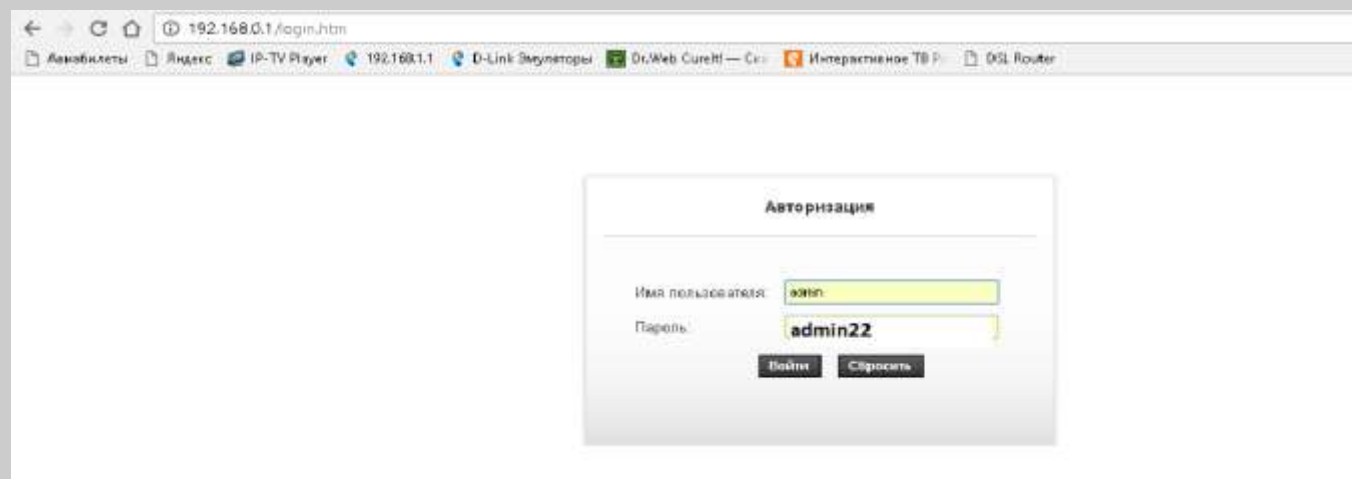 192.168.0.1/login.htm
Авиабилеты Яндекс IP-TV Player 192.168.1.1 D-Link Эмуляторы Dr.Web CureIt! — Ска Интерактивное ТВ Р DSL Router
Авторизация
Имя пользователя: admin
Пароль: admin22
Войти Сбросить